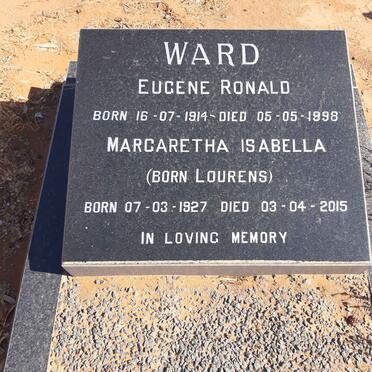 WARD
EUGENE RONALD
BORN 16-07-1914 - DIED 05-05-1998
MARGARETHA ISABELLA
(BORN LOURENS)
BORN 07-03-1927 DIED 03-04-2015
IN LOVING MEMORY